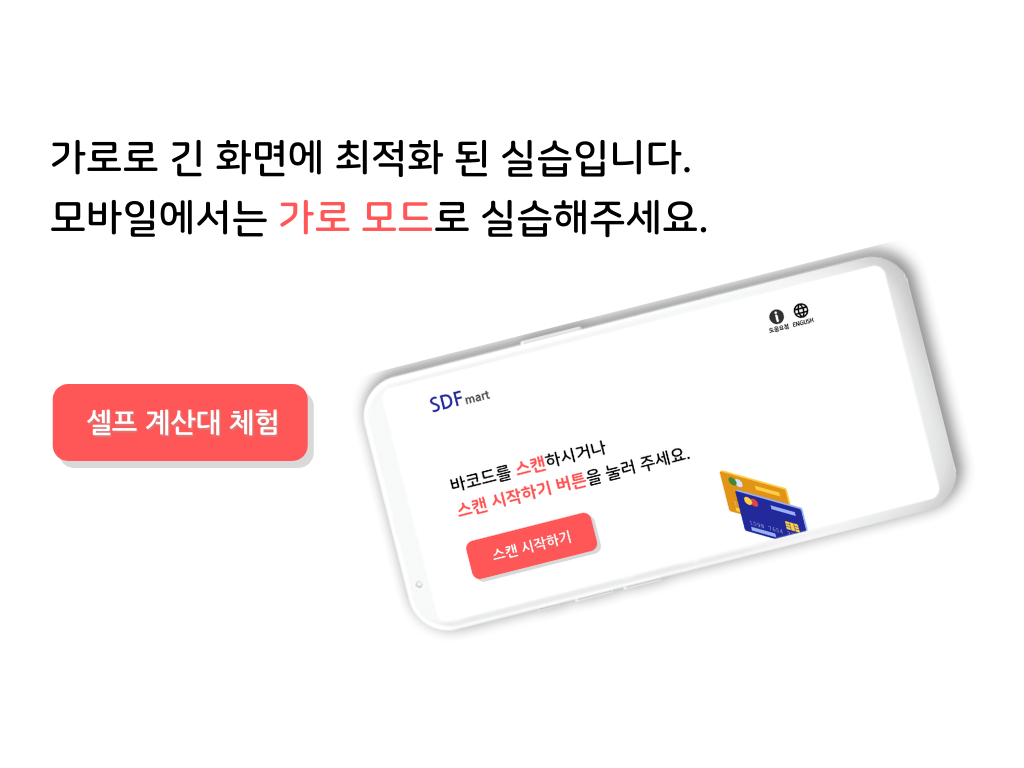 가로로 긴 화면에 최적화 된 실습입니다.
모바일에서는 가로 모드로 실습해주세요.
셀프 계산대 체험
도움요청 ENGLISH
SDF mart
바코드를 스캔하시거나
스캔 시작하기 버튼을 눌러 주세요.
스캔 시작하기